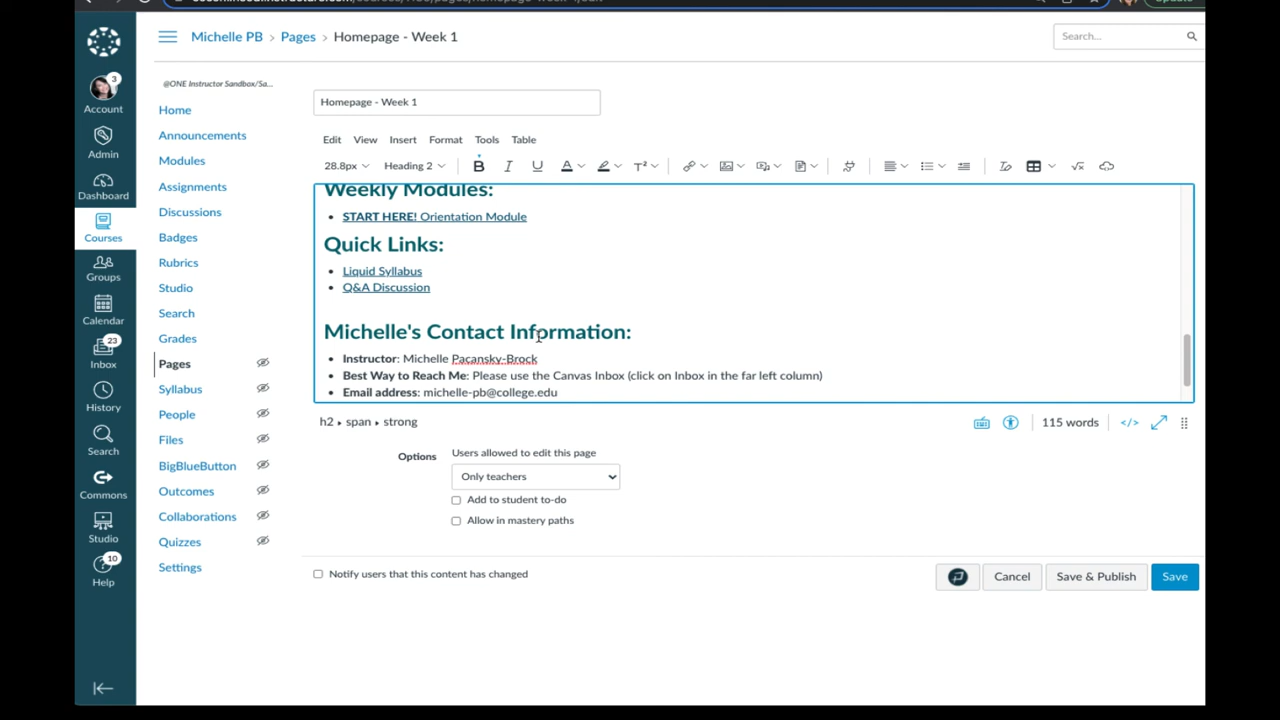 Michelle PB > Pages > Homepage - Week 1
Search...
3
Account
Admin
Dashboard
Courses
Groups
Calendar
23
Inbox
History
Search
Commons
Studio
10
Help
@ONE Instructor Sandbox/Sa...
Home
Announcements
Modules
Assignments
Discussions
Badges
Rubrics
Studio
Search
Grades
Pages
Syllabus
People
Files
BigBlueButton
Outcomes
Collaborations
Quizzes
Settings
Homepage - Week 1
Edit View Insert Format Tools Table
28.8px Heading 2 B I U A T²
Weekly Modules:
START HERE! Orientation Module
Quick Links:
Liquid Syllabus
Q&A Discussion
Michelle's Contact Information:
Instructor: Michelle Pacansky-Brock
Best Way to Reach Me: Please use the Canvas Inbox (click on Inbox in the far left column)
Email address: michelle-pb@college.edu
h2 ▸ span ▸ strong
115 words </>
Options
Users allowed to edit this page
Only teachers
Add to student to-do
Allow in mastery paths
Notify users that this content has changed
Cancel
Save & Publish
Save